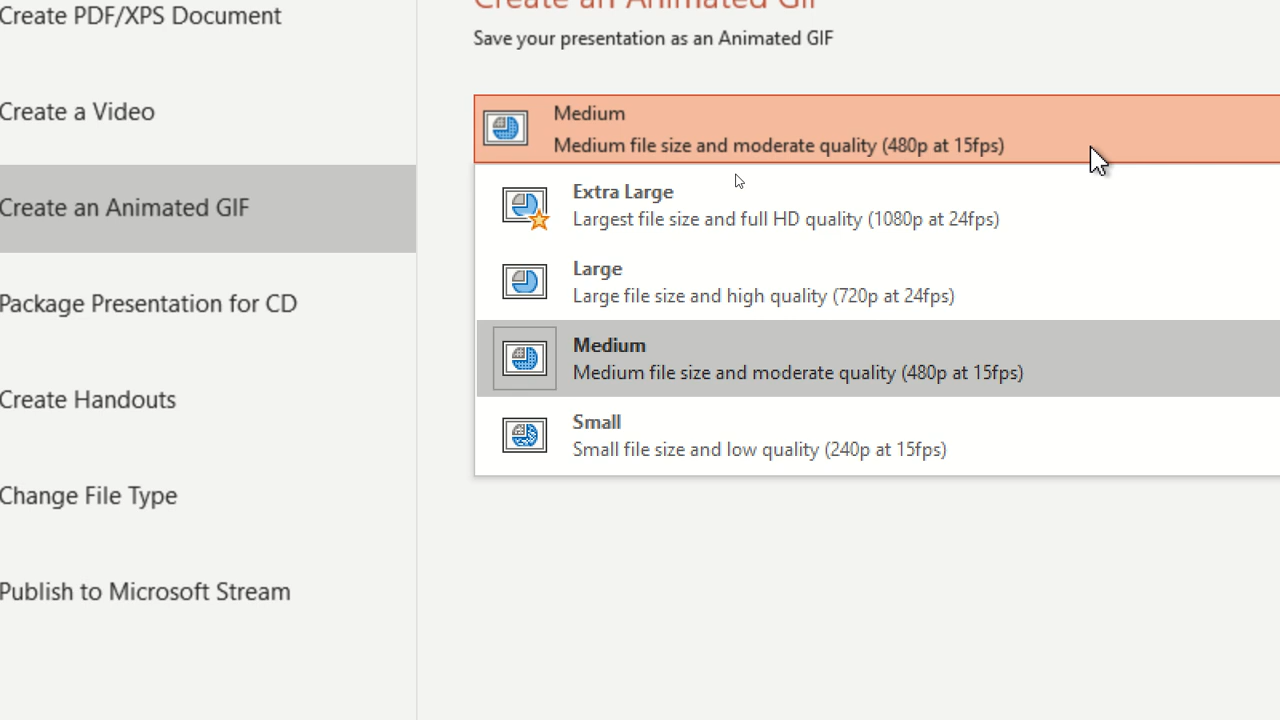 Create PDF/XPS Document
Create a Video
Create an Animated GIF
Package Presentation for CD
Create Handouts
Change File Type
Publish to Microsoft Stream
Create an Animated GIF
Save your presentation as an Animated GIF
Medium
Medium file size and moderate quality (480p at 15fps)
Extra Large
Largest file size and full HD quality (1080p at 24fps)
Large
Large file size and high quality (720p at 24fps)
Medium
Medium file size and moderate quality (480p at 15fps)
Small
Small file size and low quality (240p at 15fps)